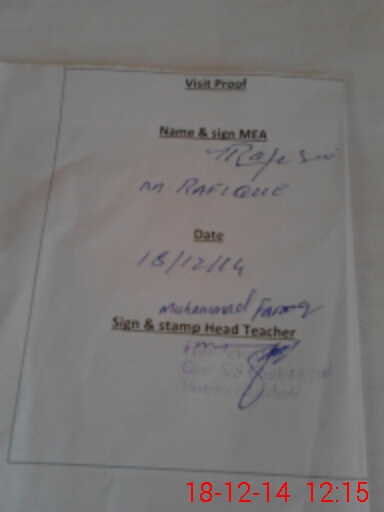 Visit Proof
Name & sign MEA
M. RAFIQUE
Date
18/12/14
Muhammad Farooq
Sign & stamp Head Teacher
18-12-14 12:15